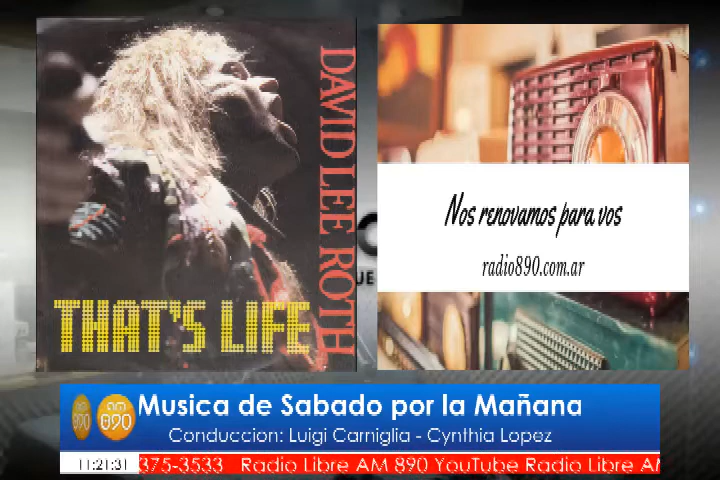 DAVID LEE ROTH
THAT'S LIFE
Nos renovamos para vos
radio890.com.ar
UE
AM
890
890
Musica de Sabado por la Mañana
Conduccion: Luigi Carniglia - Cynthia Lopez
11:21:31
375-3533 Radio Libre AM 890 YouTube Radio Libre AM